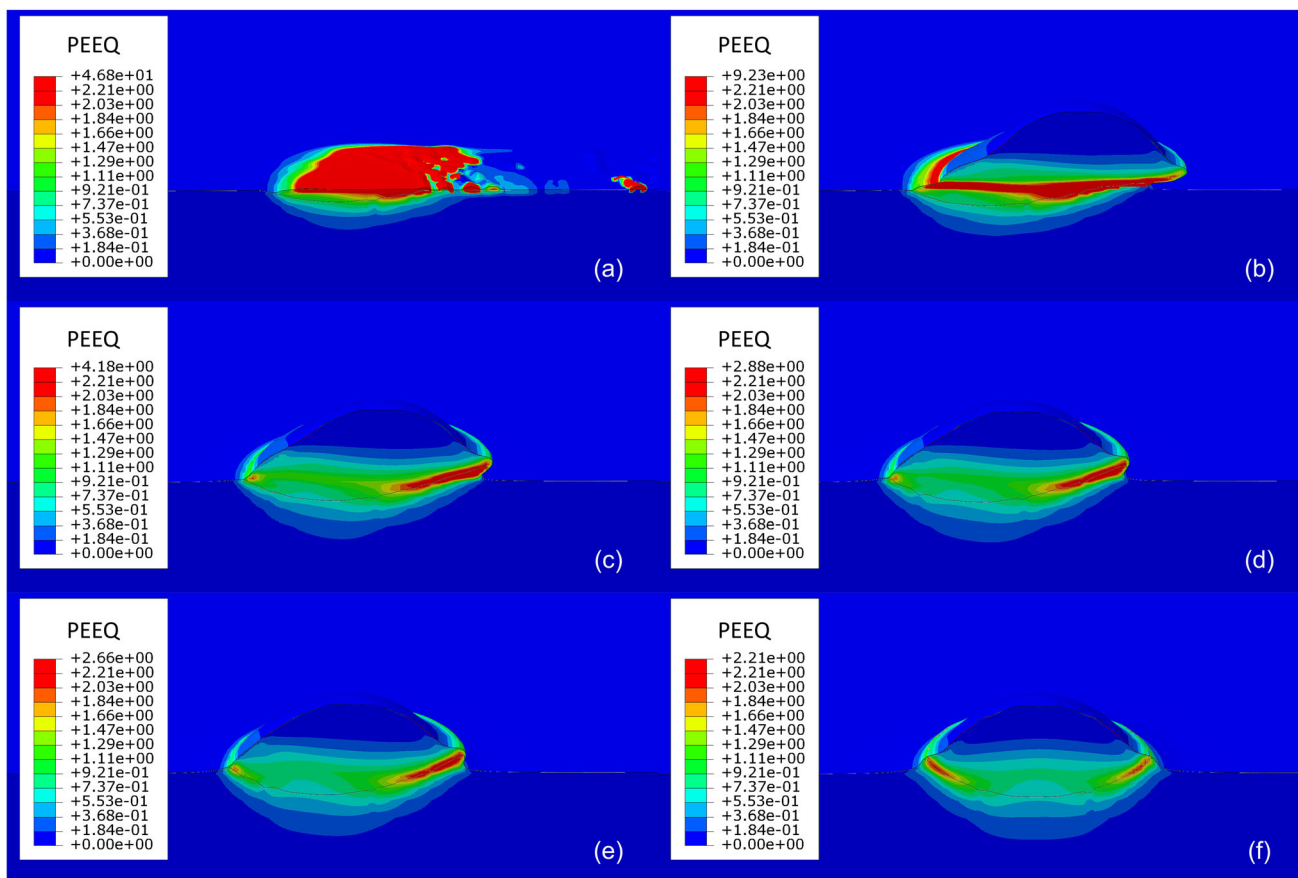 PEEQ
+4.68e+01
+2.21e+00
+2.03e+00
+1.84e+00
+1.66e+00
+1.47e+00
+1.29e+00
+1.11e+00
+9.21e-01
+7.37e-01
+5.53e-01
+3.68e-01
+1.84e-01
+0.00e+00
(a)
PEEQ
+9.23e+00
+2.21e+00
+2.03e+00
+1.84e+00
+1.66e+00
+1.47e+00
+1.29e+00
+1.11e+00
+9.21e-01
+7.37e-01
+5.53e-01
+3.68e-01
+1.84e-01
+0.00e+00
(b)
PEEQ
+4.18e+00
+2.21e+00
+2.03e+00
+1.84e+00
+1.66e+00
+1.47e+00
+1.29e+00
+1.11e+00
+9.21e-01
+7.37e-01
+5.53e-01
+3.68e-01
+1.84e-01
+0.00e+00
(c)
PEEQ
+2.88e+00
+2.21e+00
+2.03e+00
+1.84e+00
+1.66e+00
+1.47e+00
+1.29e+00
+1.11e+00
+9.21e-01
+7.37e-01
+5.53e-01
+3.68e-01
+1.84e-01
+0.00e+00
(d)
PEEQ
+2.66e+00
+2.21e+00
+2.03e+00
+1.84e+00
+1.66e+00
+1.47e+00
+1.29e+00
+1.11e+00
+9.21e-01
+7.37e-01
+5.53e-01
+3.68e-01
+1.84e-01
+0.00e+00
(e)
PEEQ
+2.21e+00
+2.21e+00
+2.03e+00
+1.84e+00
+1.66e+00
+1.47e+00
+1.29e+00
+1.11e+00
+9.21e-01
+7.37e-01
+5.53e-01
+3.68e-01
+1.84e-01
+0.00e+00
(f)